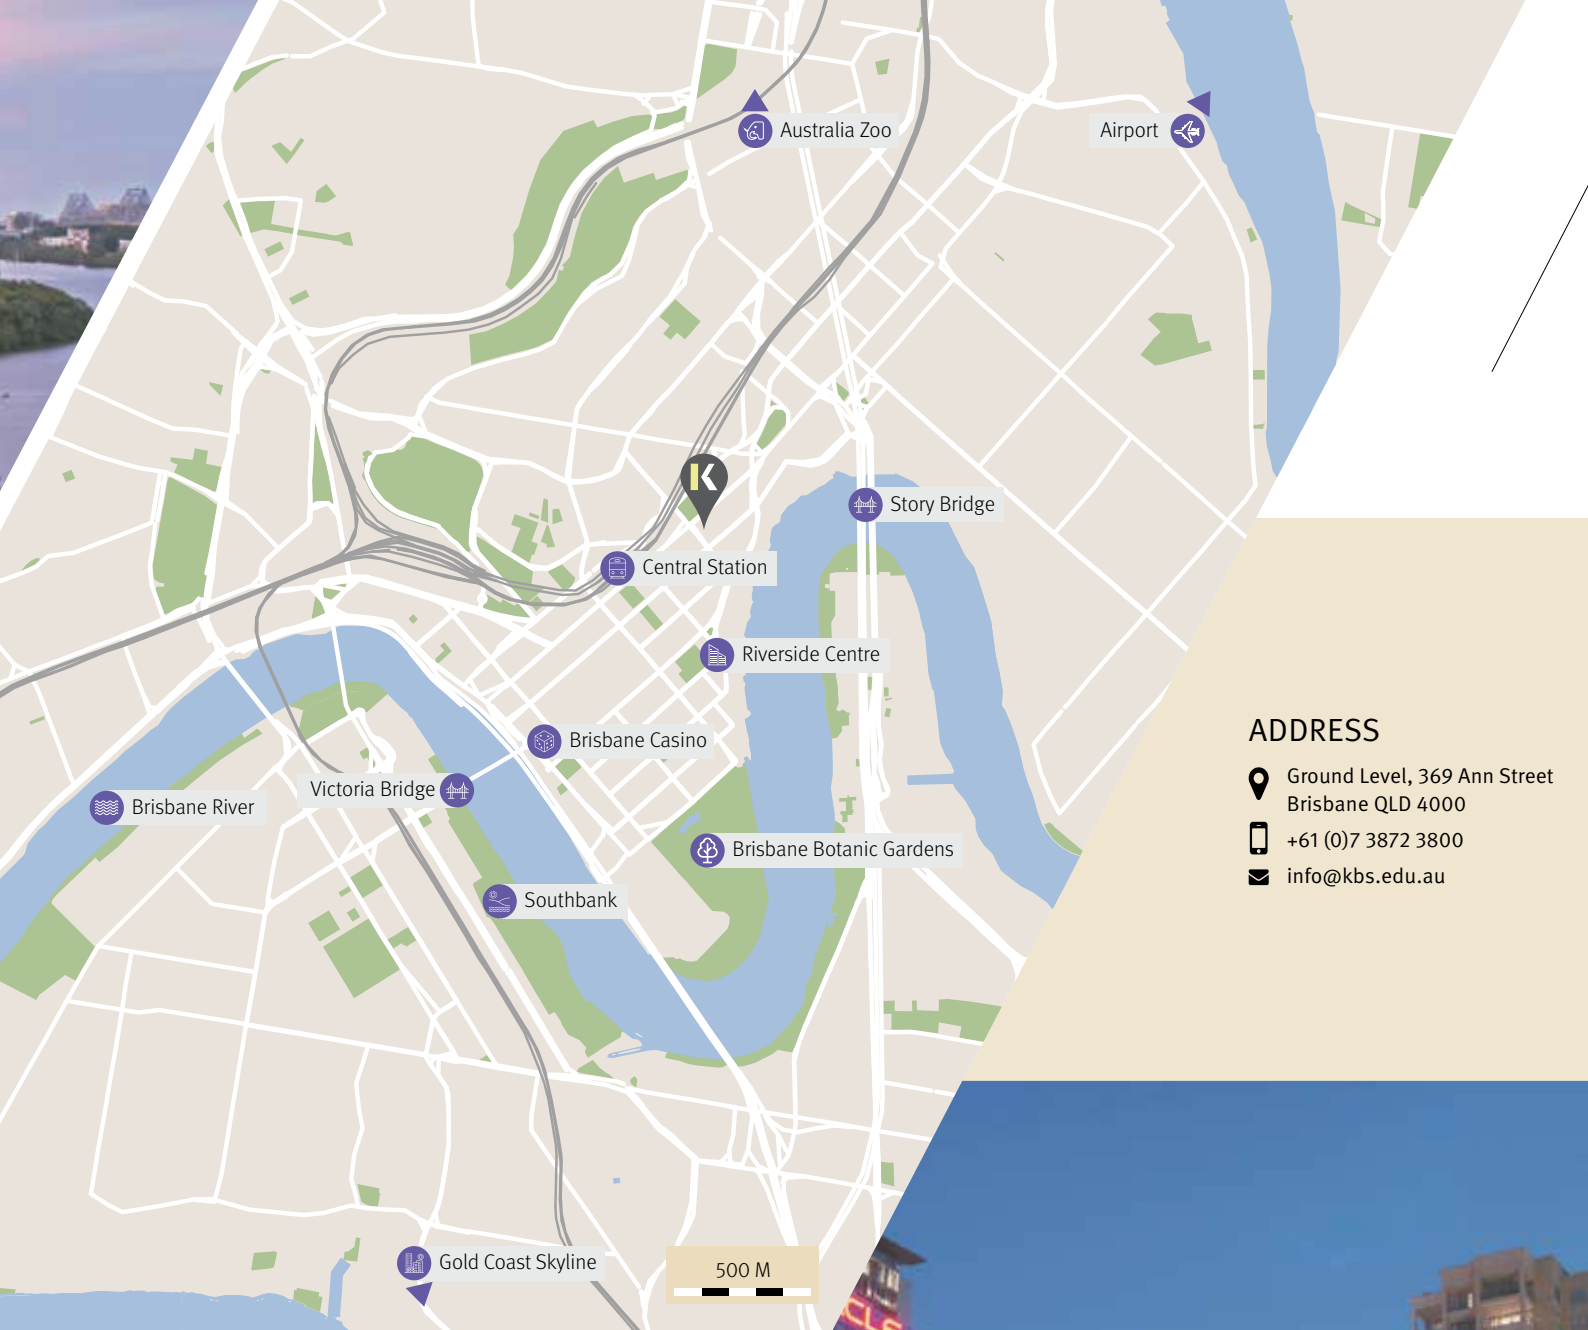 Australia Zoo
Airport
K
Story Bridge
Central Station
Riverside Centre
Brisbane Casino
Victoria Bridge
Brisbane River
Brisbane Botanic Gardens
Southbank
Gold Coast Skyline
500 M
ADDRESS
Ground Level, 369 Ann Street
Brisbane QLD 4000
+61 (0)7 3872 3800
info@kbs.edu.au